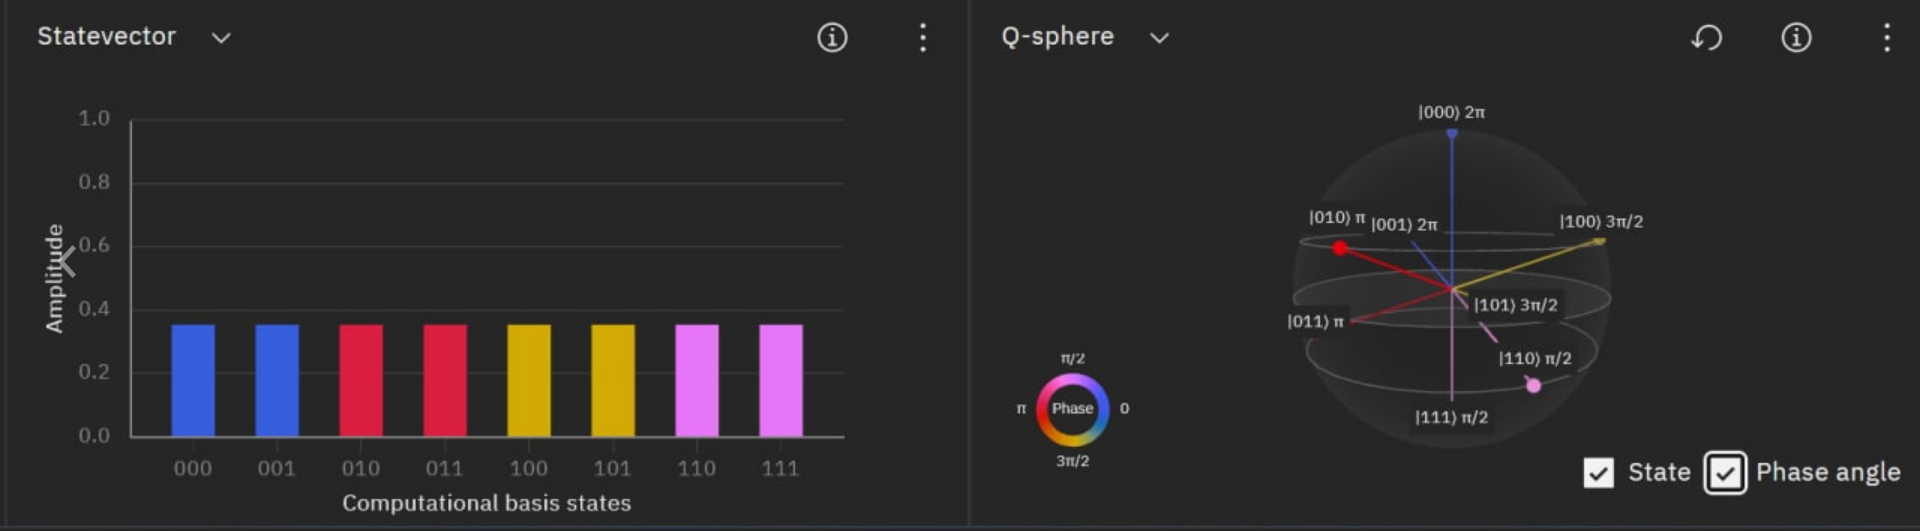 Statevector
1.0
0.8
0.6
0.4
0.2
0.0
Amplitude
000 001 010 011 100 101 110 111
Computational basis states
Q-sphere
|000⟩ 2π
|010⟩ π |001⟩ 2π |100⟩ 3π/2
|101⟩ 3π/2
|011⟩ π
|110⟩ π/2
|111⟩ π/2
π/2
π Phase 0
3π/2
State Phase angle